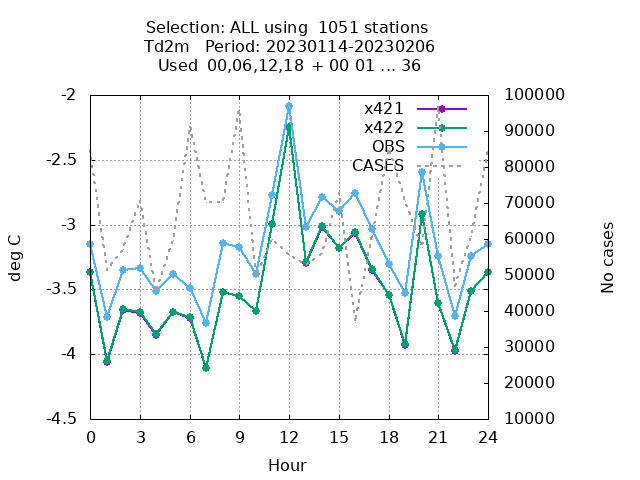 Selection: ALL using  1051 stations
Td2m   Period: 20230114-20230206
Used  00,06,12,18  + 00 01 ... 36
-2
-2.5
-3
-3.5
-4
-4.5
deg C
x421
x422
OBS
CASES
100000
90000
80000
70000
60000
50000
40000
30000
20000
10000
No cases
0 3 6 9 12 15 18 21 24
Hour